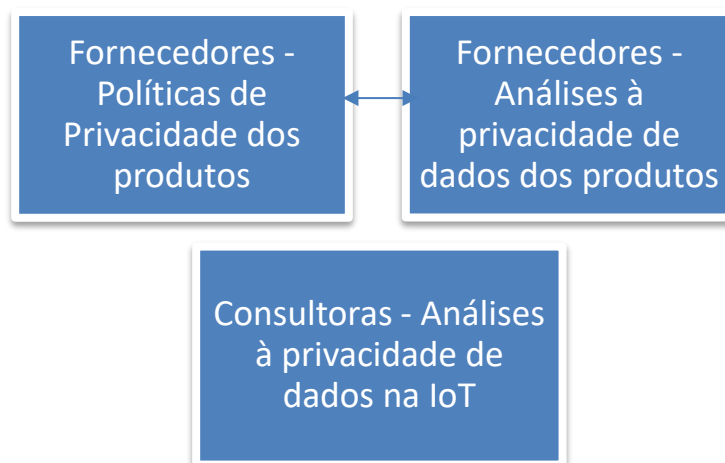 Fornecedores -
Políticas de
Privacidade dos
produtos
Fornecedores -
Análises à
privacidade de
dados dos produtos
Consultoras - Análises
à privacidade de
dados na IoT